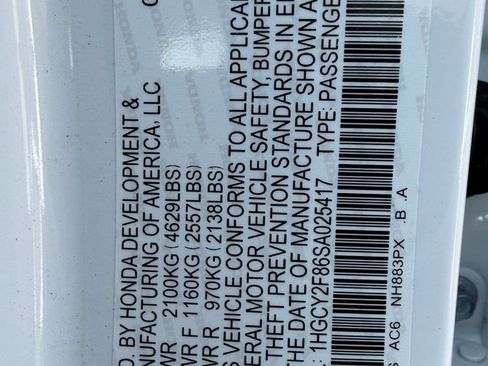 D. BY HONDA DEVELOPMENT &
NUFACTURING OF AMERICA, LLC
WR 2100KG (4629LBS)
WR F 1160KG (2557LBS)
WR R 970KG (2138LBS)
S VEHICLE CONFORMS TO ALL APPLICA
ERAL MOTOR VEHICLE SAFETY, BUMPER
THEFT PREVENTION STANDARDS IN E
THE DATE OF MANUFACTURE SHOWN A
: 1HGCY2F86SA025417 TYPE: PASSENGE
S AC6 NH883PX B A